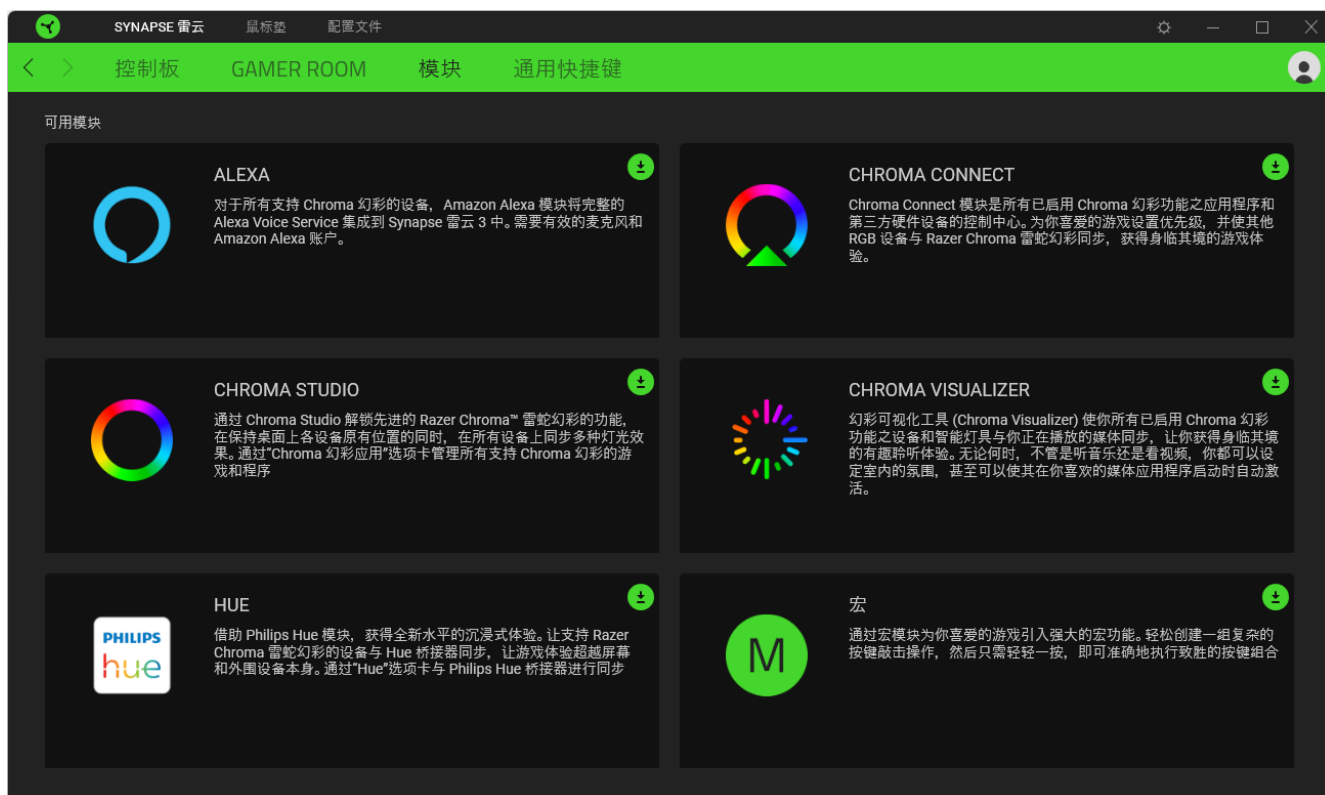 SYNAPSE 雷云
鼠标垫
配置文件
控制板
GAMER ROOM
模块
通用快捷键
可用模块
ALEXA
对于所有支持 Chroma 幻彩的设备，Amazon Alexa 模块将完整的
Alexa Voice Service 集成到 Synapse 雷云 3 中。需要有效的麦克风和
Amazon Alexa 账户。
CHROMA CONNECT
Chroma Connect 模块是所有已启用 Chroma 幻彩功能之应用程序和
第三方硬件设备的控制中心。为你喜爱的游戏设置优先级，并使其他
RGB 设备与 Razer Chroma 雷蛇幻彩同步，获得身临其境的游戏体
验。
CHROMA STUDIO
通过 Chroma Studio 解锁先进的 Razer Chroma™ 雷蛇幻彩的功能，
在保持桌面上各设备原有位置的同时，在所有设备上同步多种灯光效
果。通过“Chroma 幻彩应用”选项卡管理所有支持 Chroma 幻彩的游
戏和程序
CHROMA VISUALIZER
幻彩可视化工具 (Chroma Visualizer) 使你所有已启用 Chroma 幻彩
功能之设备和智能灯具与你正在播放的媒体同步，让你获得身临其境
的有趣聆听体验。无论何时，不管是听音乐还是看视频，你都可以设
定室内的氛围，甚至可以使其在你喜欢的媒体应用程序启动时自动激
活。
PHILIPS
hue
HUE
借助 Philips Hue 模块，获得全新水平的沉浸式体验。让支持 Razer
Chroma 雷蛇幻彩的设备与 Hue 桥接器同步，让游戏体验超越屏幕
和外围设备本身。通过“Hue”选项卡与 Philips Hue 桥接器进行同步
M
宏
通过宏模块为你喜爱的游戏引入强大的宏功能。轻松创建一组复杂的
按键敲击操作，然后只需轻轻一按，即可准确地执行致胜的按键组合